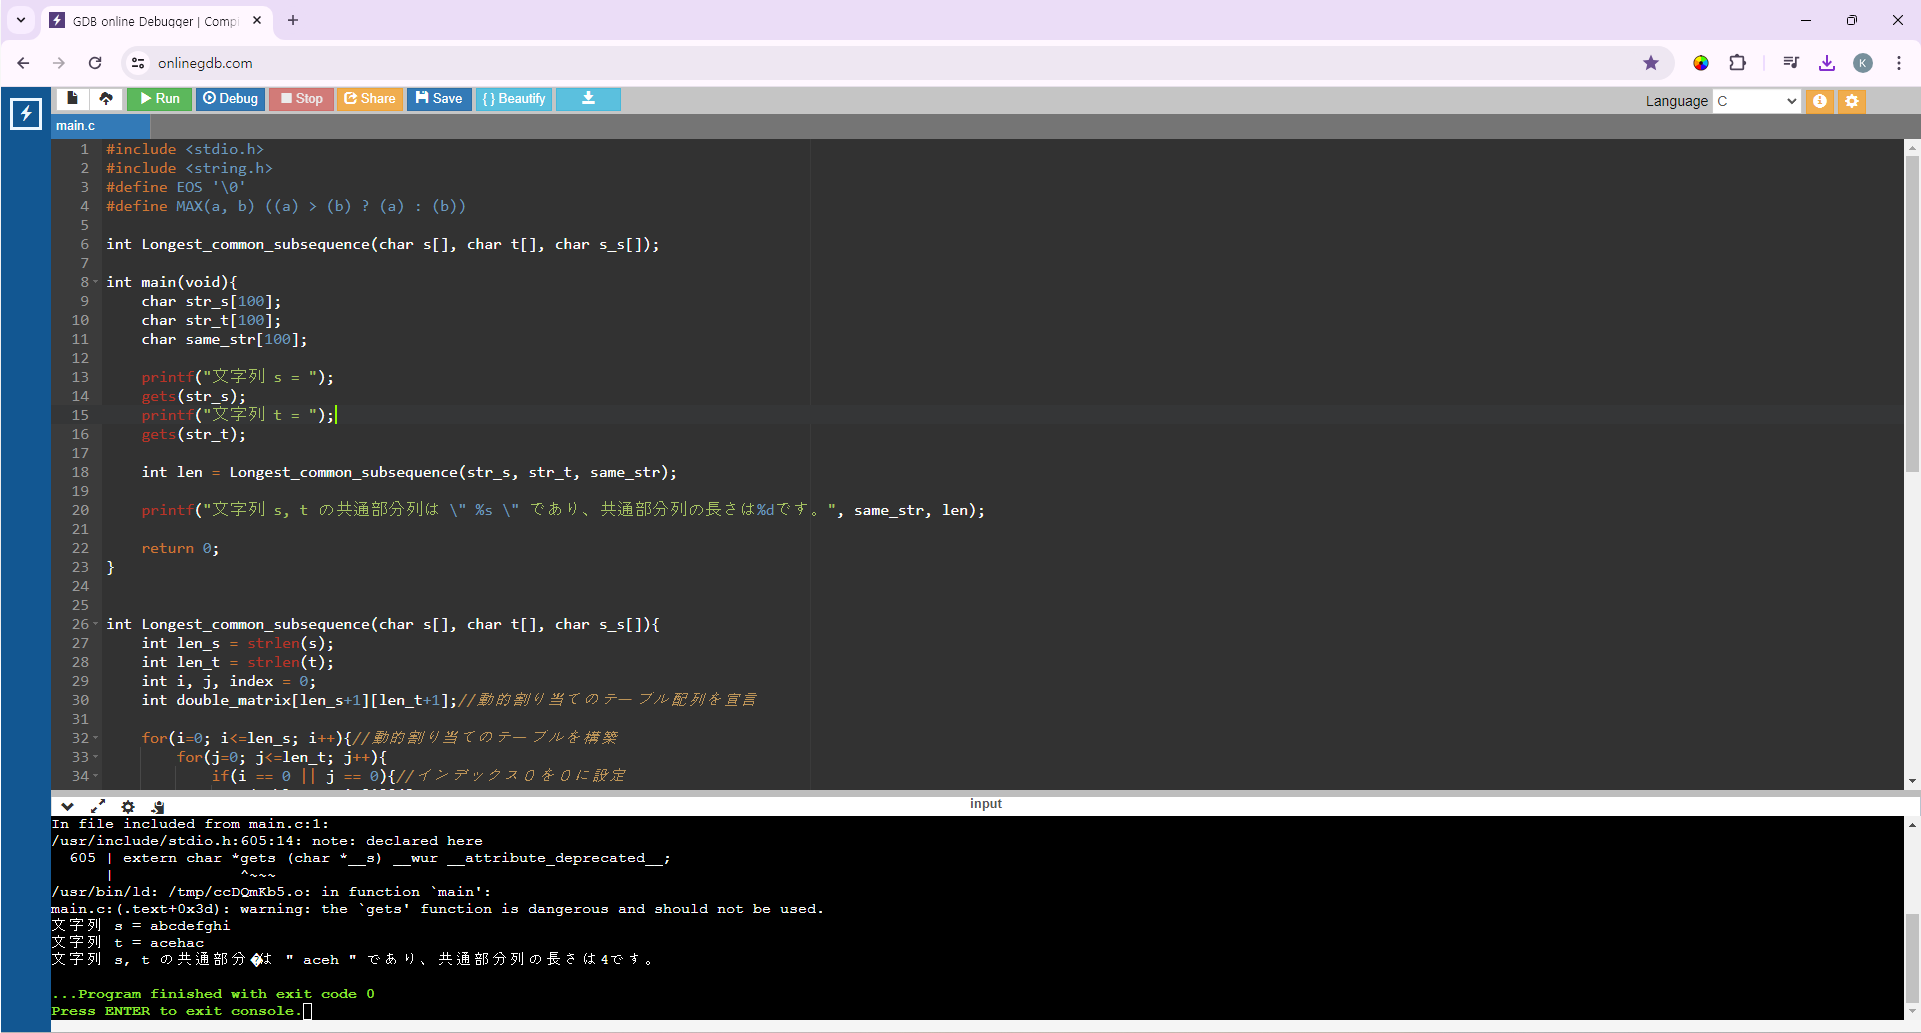 GDB online Debugger | Compi
onlinegdb.com
K
Run Debug Stop Share Save { } Beautify
Language C
main.c
1 #include <stdio.h>
2 #include <string.h>
3 #define EOS '\0'
4 #define MAX(a, b) ((a) > (b) ? (a) : (b))
5
6 int Longest_common_subsequence(char s[], char t[], char s_s[]);
7
8 int main(void){
9 char str_s[100];
10 char str_t[100];
11 char same_str[100];
12
13 printf("文字列 s = ");
14 gets(str_s);
15 printf("文字列 t = ");
16 gets(str_t);
17
18 int len = Longest_common_subsequence(str_s, str_t, same_str);
19
20 printf("文字列 s, t の共通部分列は \" %s \" であり、共通部分列の長さは%dです。", same_str, len);
21
22 return 0;
23 }
24
25
26 int Longest_common_subsequence(char s[], char t[], char s_s[]){
27 int len_s = strlen(s);
28 int len_t = strlen(t);
29 int i, j, index = 0;
30 int double_matrix[len_s+1][len_t+1];//動的割り当てのテーブル配列を宣言
31
32 for(i=0; i<=len_s; i++){//動的割り当てのテーブルを構築
33 for(j=0; j<=len_t; j++){
34 if(i == 0 || j == 0){//インデックス０を０に設定
input
In file included from main.c:1:
/usr/include/stdio.h:605:14: note: declared here
605 | extern char *gets (char *__s) __wur __attribute_deprecated__;
| ^~~~
/usr/bin/ld: /tmp/ccDQmKb5.o: in function `main':
main.c:(.text+0x3d): warning: the `gets' function is dangerous and should not be used.
文字列 s = abcdefghi
文字列 t = acehac
文字列 s, t の共通部分�は " aceh " であり、共通部分列の長さは4です。
...Program finished with exit code 0
Press ENTER to exit console.